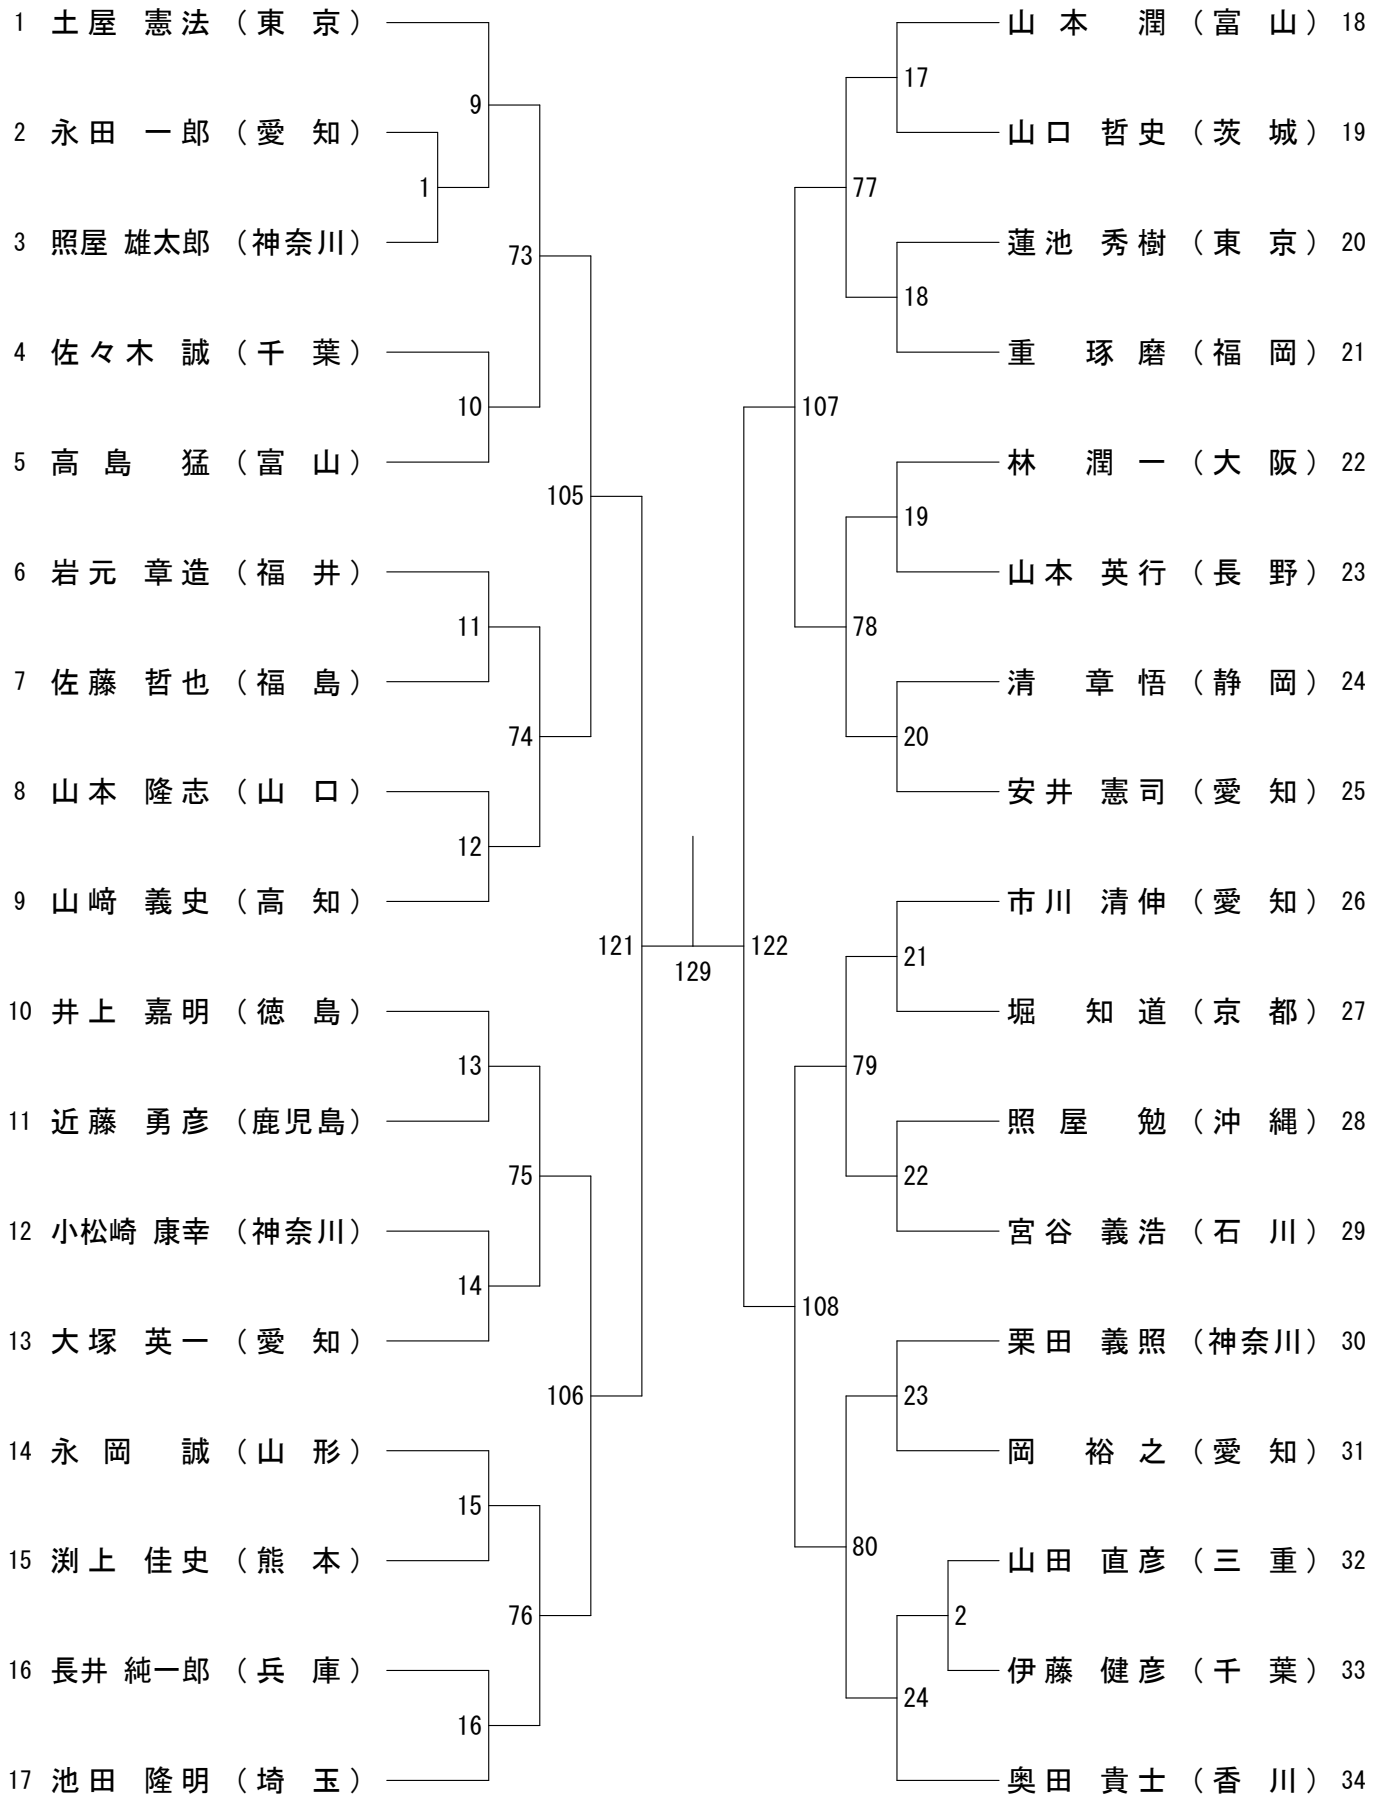 1 土屋 憲法 （東 京）
2 永田 一郎 （愛 知）
3 照屋 雄太郎 （神奈川）
4 佐々木 誠 （千 葉）
5 高島 猛 （富 山）
6 岩元 章造 （福 井）
7 佐藤 哲也 （福 島）
8 山本 隆志 （山 口）
9 山﨑 義史 （高 知）
10 井上 嘉明 （徳 島）
11 近藤 勇彦 （鹿児島）
12 小松崎 康幸 （神奈川）
13 大塚 英一 （愛 知）
14 永岡 誠 （山 形）
15 渕上 佳史 （熊 本）
16 長井 純一郎 （兵 庫）
17 池田 隆明 （埼 玉）
1
9
10
11
12
13
14
15
16
73
74
75
76
105
106
121
129
122
107
108
77
78
79
80
17
18
19
20
21
22
23
24
2
山本 潤 （富 山） 18
山口 哲史 （茨 城） 19
蓮池 秀樹 （東 京） 20
重 琢磨 （福 岡） 21
林 潤一 （大 阪） 22
山本 英行 （長 野） 23
清 章悟 （静 岡） 24
安井 憲司 （愛 知） 25
市川 清伸 （愛 知） 26
堀 知道 （京 都） 27
照屋 勉 （沖 縄） 28
宮谷 義浩 （石 川） 29
栗田 義照 （神奈川） 30
岡 裕之 （愛 知） 31
山田 直彦 （三 重） 32
伊藤 健彦 （千 葉） 33
奥田 貴士 （香 川） 34